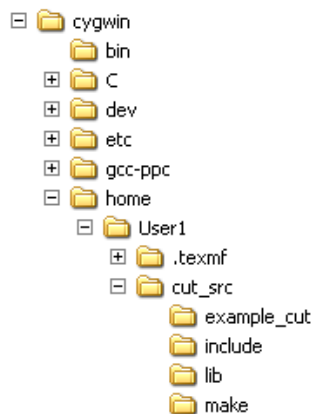 cygwin
bin
C
dev
etc
gcc-ppc
home
User1
.texmf
cut_src
example_cut
include
lib
make